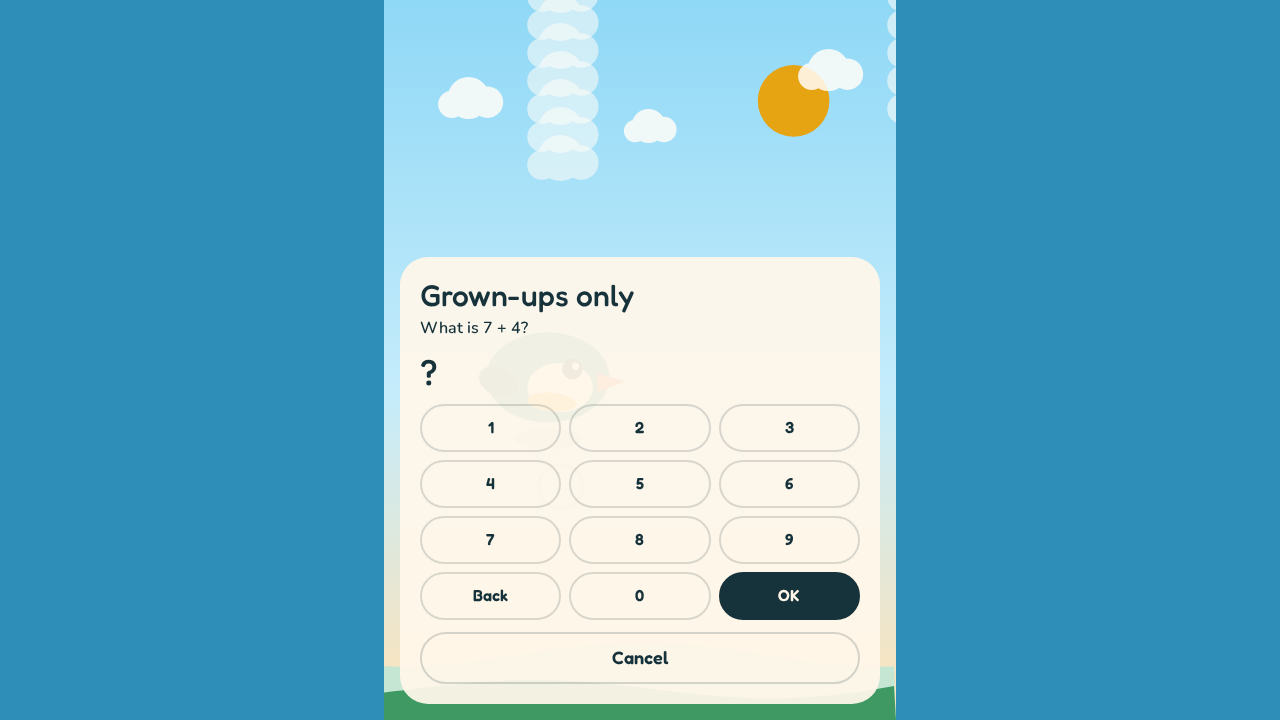 Grown-ups only
What is 7 + 4?
?
1 2 3
4 5 6
7 8 9
Back 0 OK
Cancel